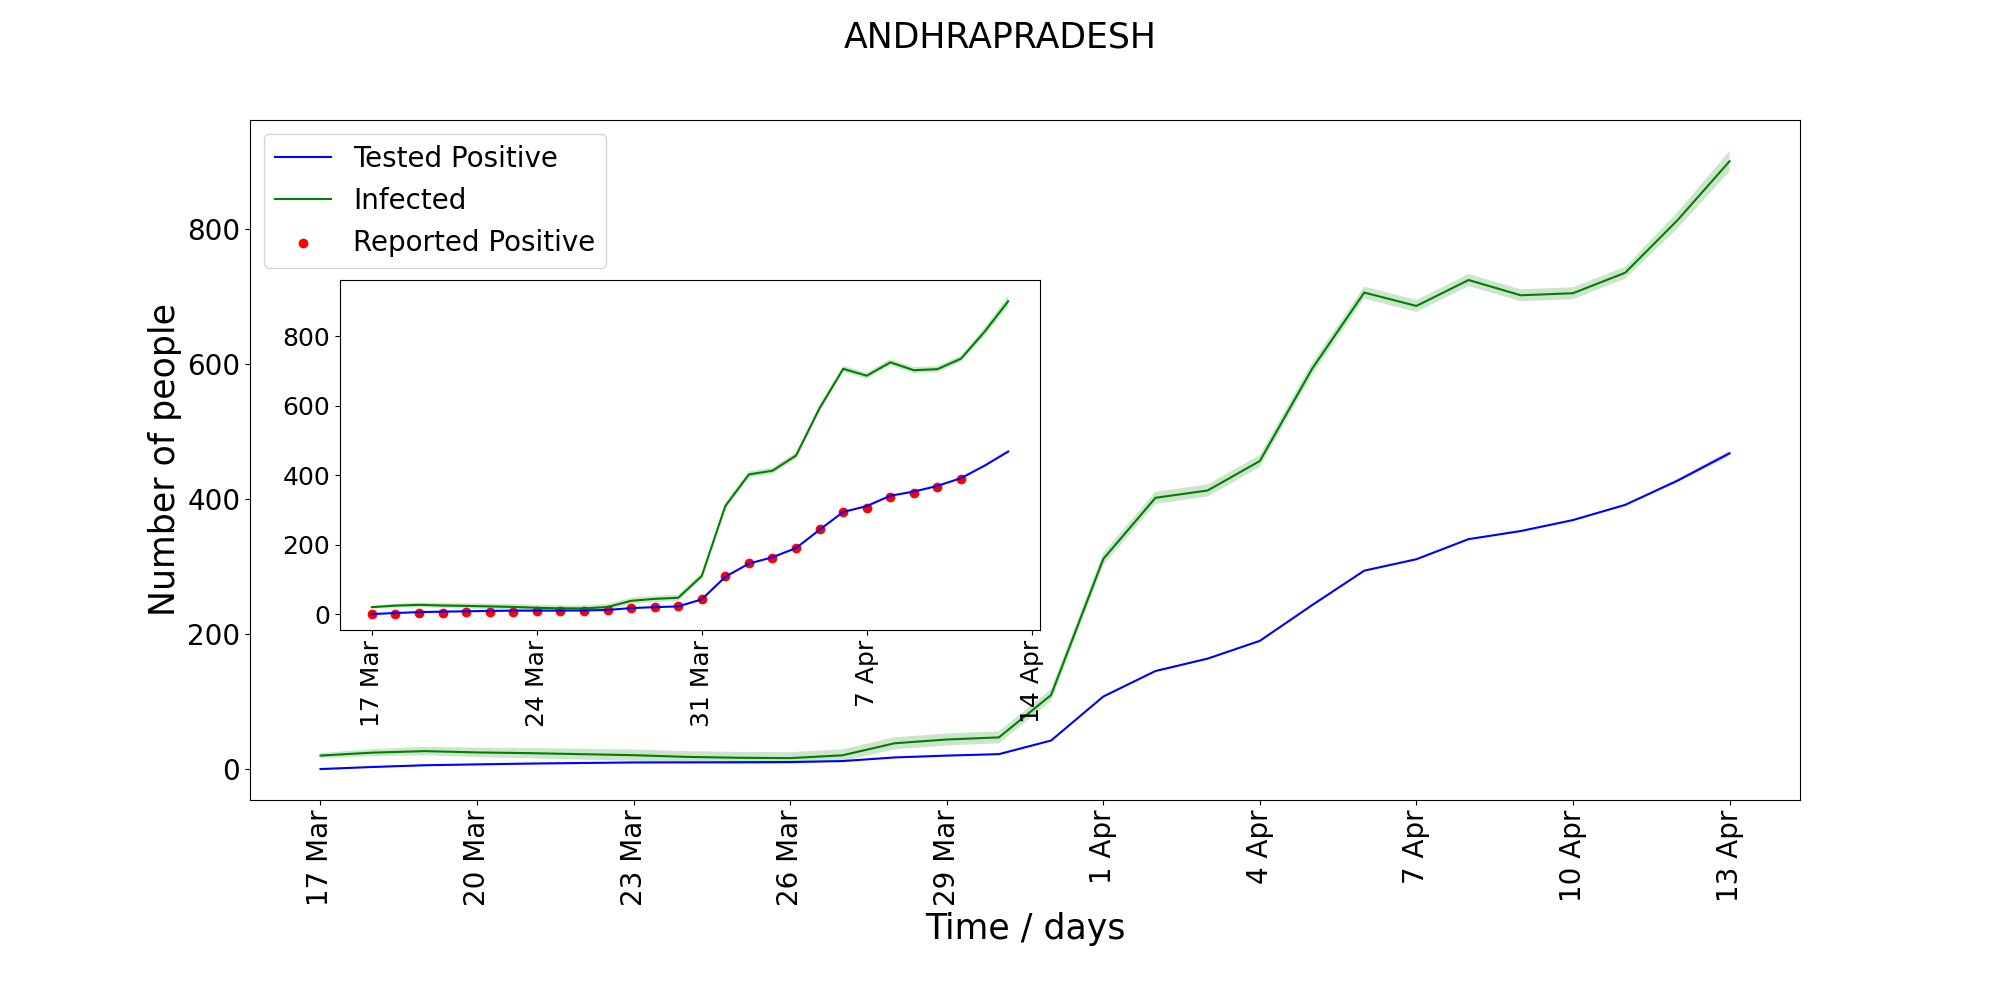 ANDHRAPRADESH
Tested Positive
Infected
Reported Positive
Number of people
800
600
400
200
0
800
600
400
200
0
17 Mar
24 Mar
31 Mar
7 Apr
14 Apr
17 Mar
20 Mar
23 Mar
26 Mar
29 Mar
1 Apr
4 Apr
7 Apr
10 Apr
13 Apr
Time / days